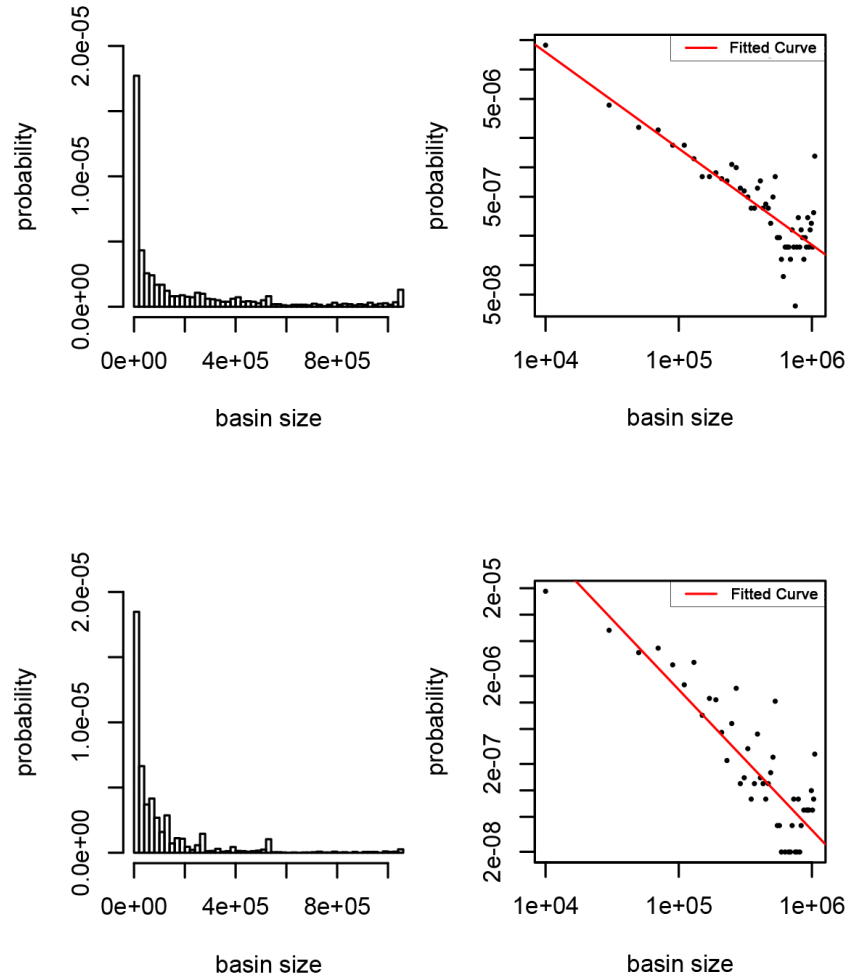 probability
2.0e-05
1.0e-05
0.0e+00
0e+00 4e+05 8e+05
basin size
Fitted Curve
probability
5e-06
5e-07
5e-08
1e+04 1e+05 1e+06
basin size
probability
2.0e-05
1.0e-05
0.0e+00
0e+00 4e+05 8e+05
basin size
Fitted Curve
probability
2e-05
2e-06
2e-07
2e-08
1e+04 1e+05 1e+06
basin size